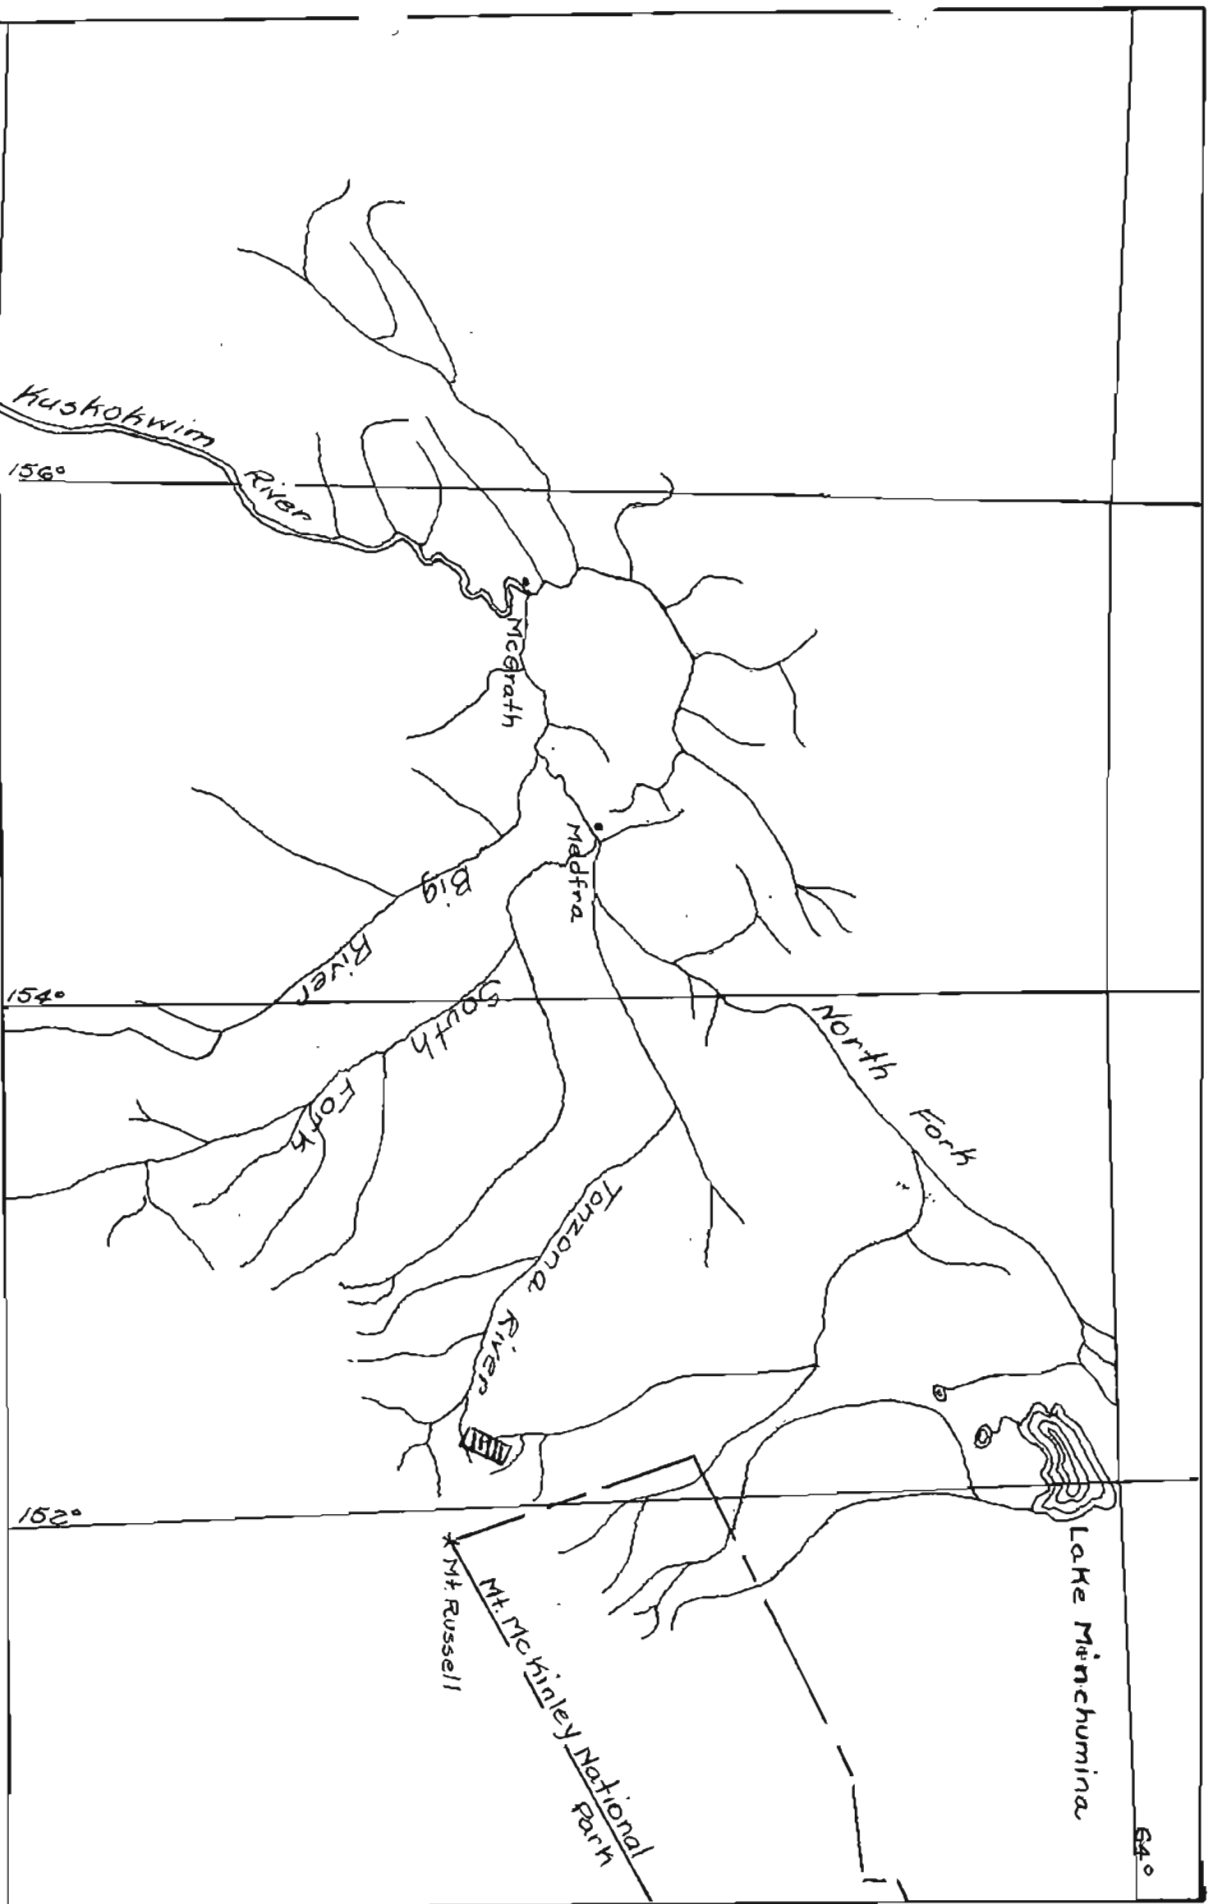 Kuskokwim
River
156°
McGrath
Medfra
Big
River
154°
South
Fork
North
Fork
Tonzona
River
152°
Mt. Russell
Mt. McKinley National
Park
Lake Minchumina
64°